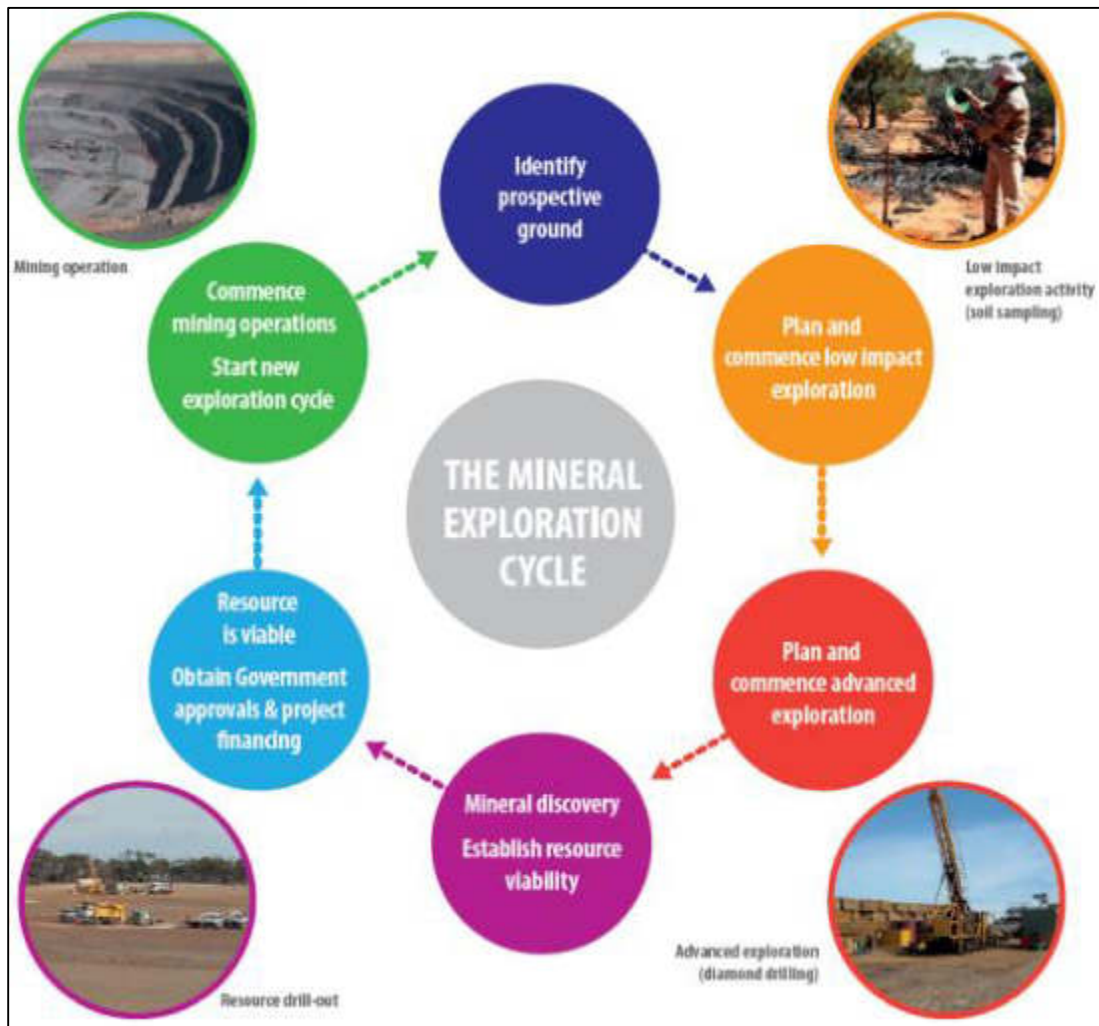 Identify
prospective
ground
Plan and
commence low impact
exploration
Plan and
commence advanced
exploration
Mineral discovery
Establish resource
viability
Resource
is viable
Obtain Government
approvals & project
financing
Commence
mining operations
Start new
exploration cycle
THE MINERAL
EXPLORATION
CYCLE
Mining operation
Low impact
exploration activity
(soil sampling)
Advanced exploration
(diamond drilling)
Resource drill-out